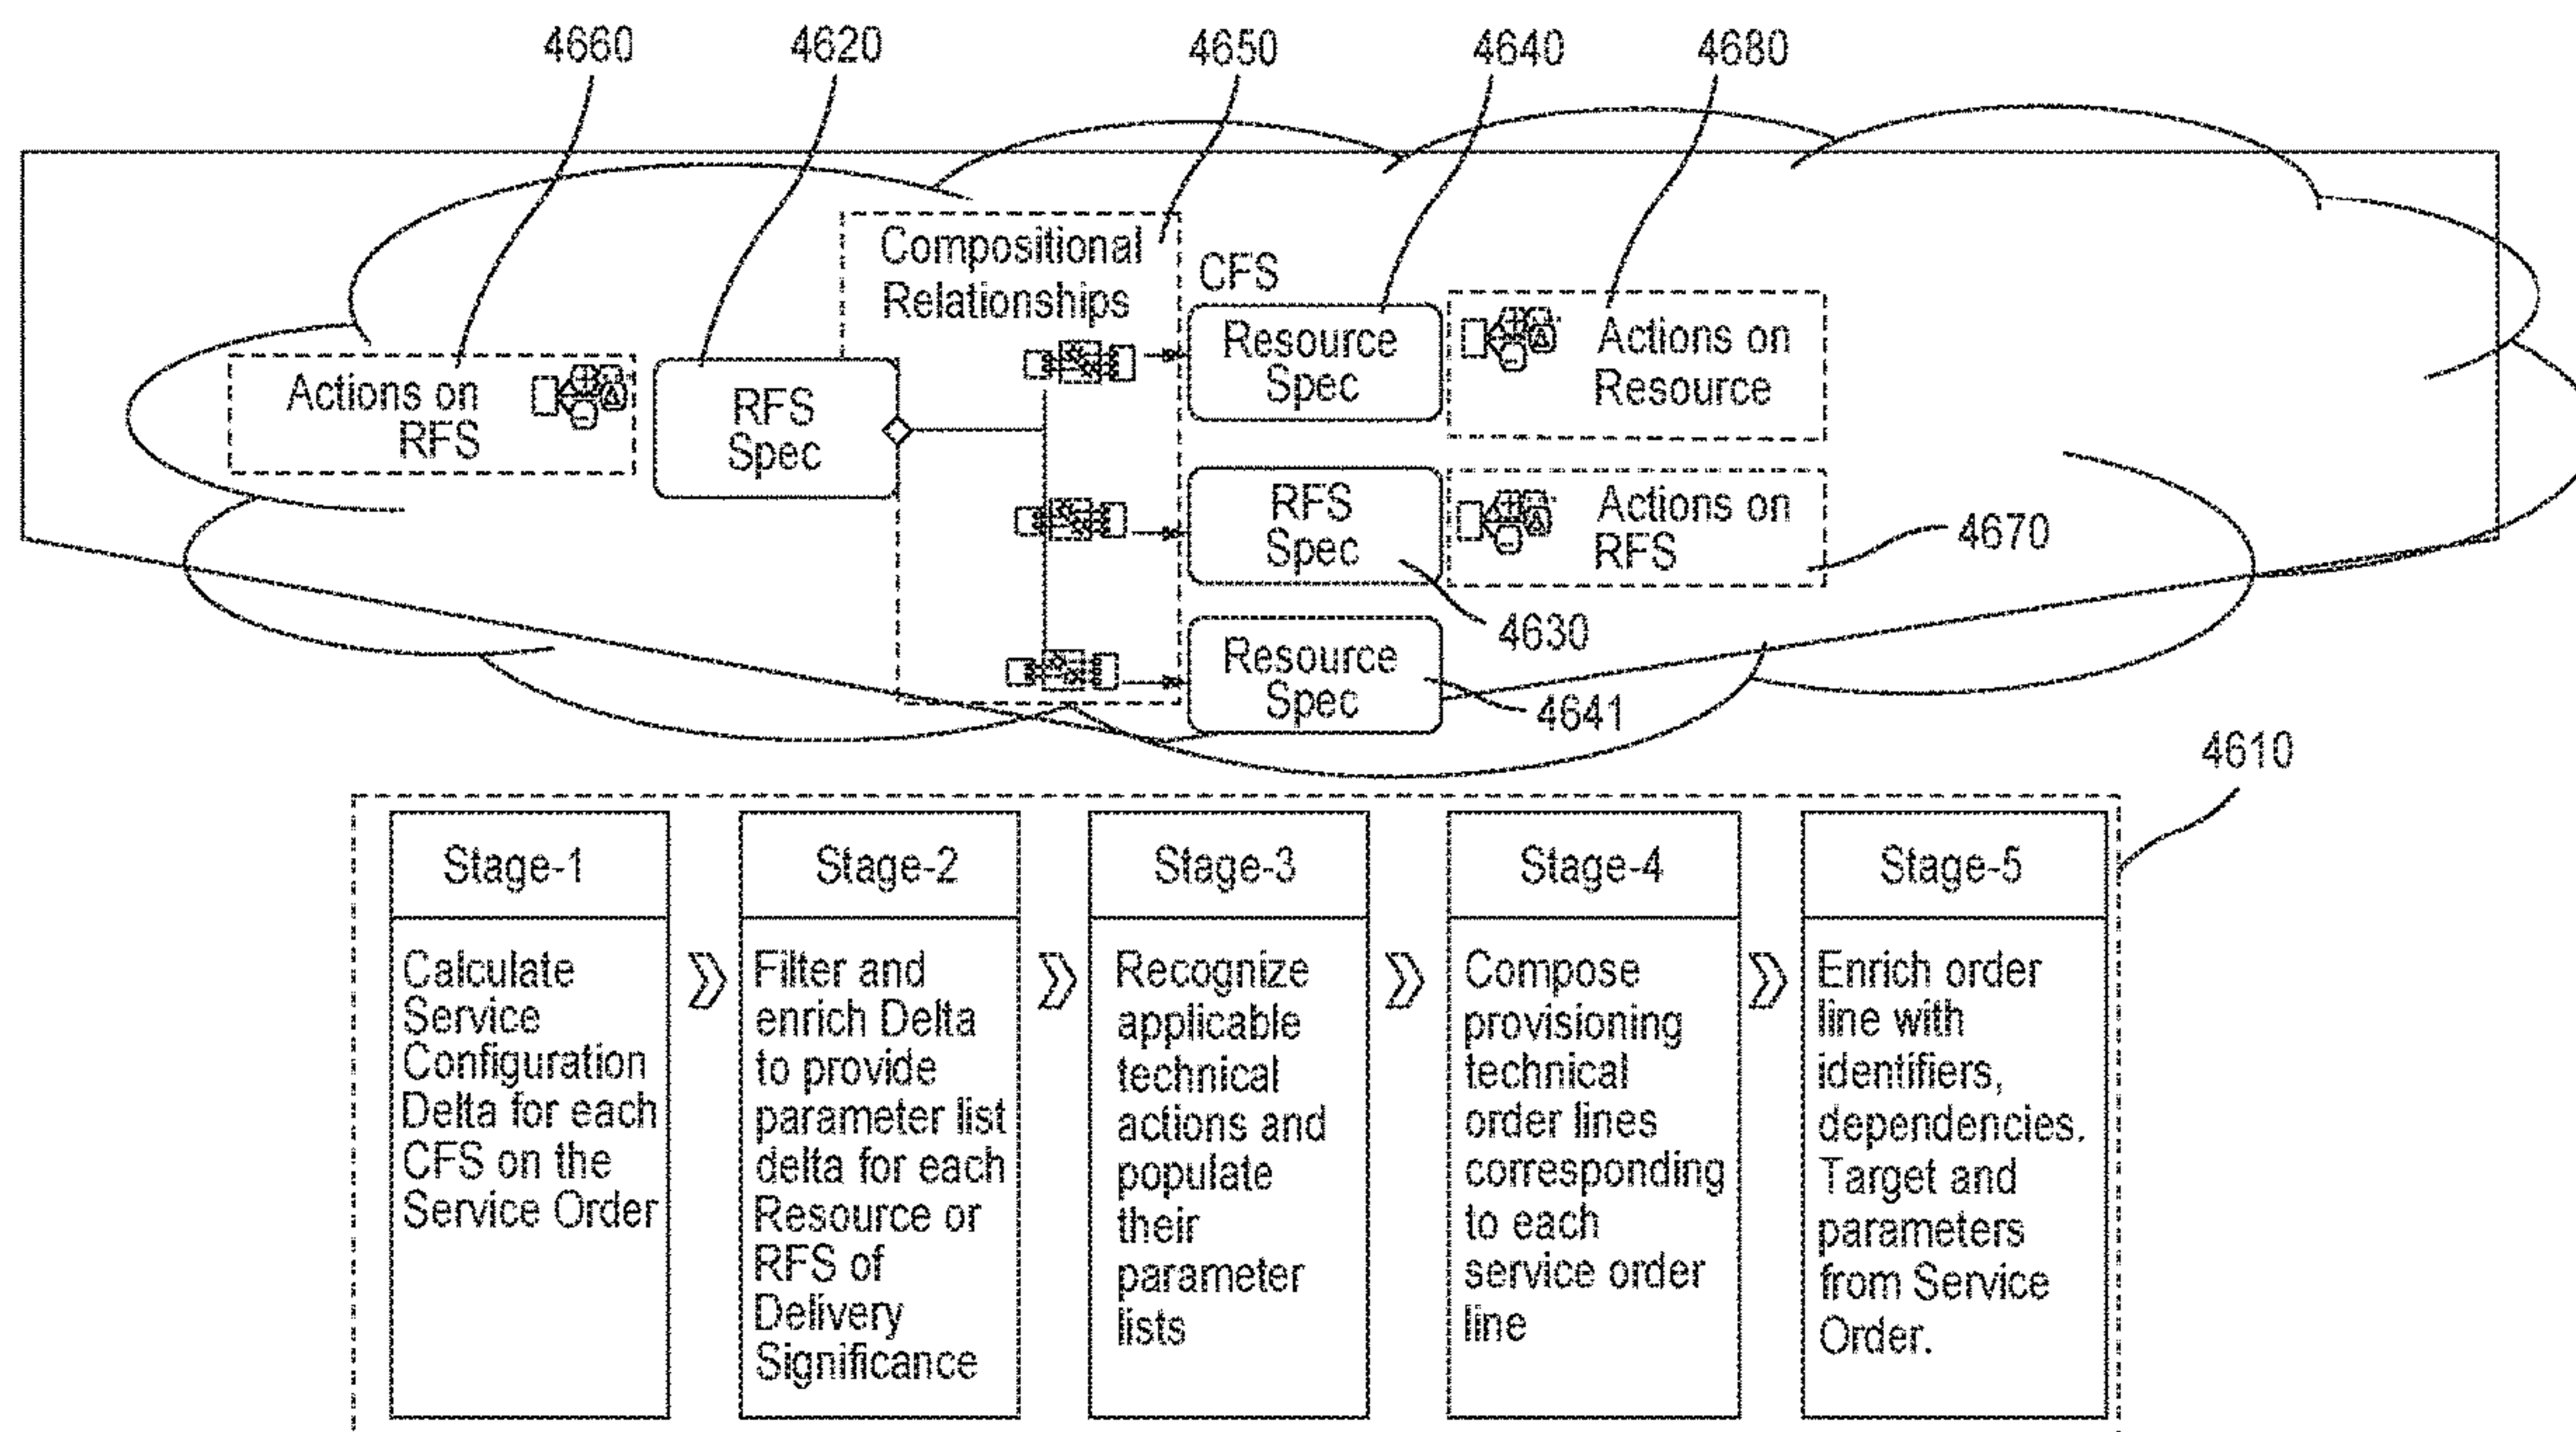 4660
4620
4650
4640
4680
Compositional
Relationships
CFS
Actions on
RFS
RFS
Spec
Resource
Spec
Actions on
Resource
RFS
Spec
Actions on
RFS
4670
4630
Resource
Spec
4641
4610
Stage-1
Calculate
Service
Configuration
Delta for each
CFS on the
Service Order
Stage-2
Filter and
enrich Delta
to provide
parameter list
delta for each
Resource or
RFS of
Delivery
Significance
Stage-3
Recognize
applicable
technical
actions and
populate
their
parameter
lists
Stage-4
Compose
provisioning
technical
order lines
corresponding
to each
service order
line
Stage-5
Enrich order
line with
identifiers,
dependencies.
Target and
parameters
from Service
Order.